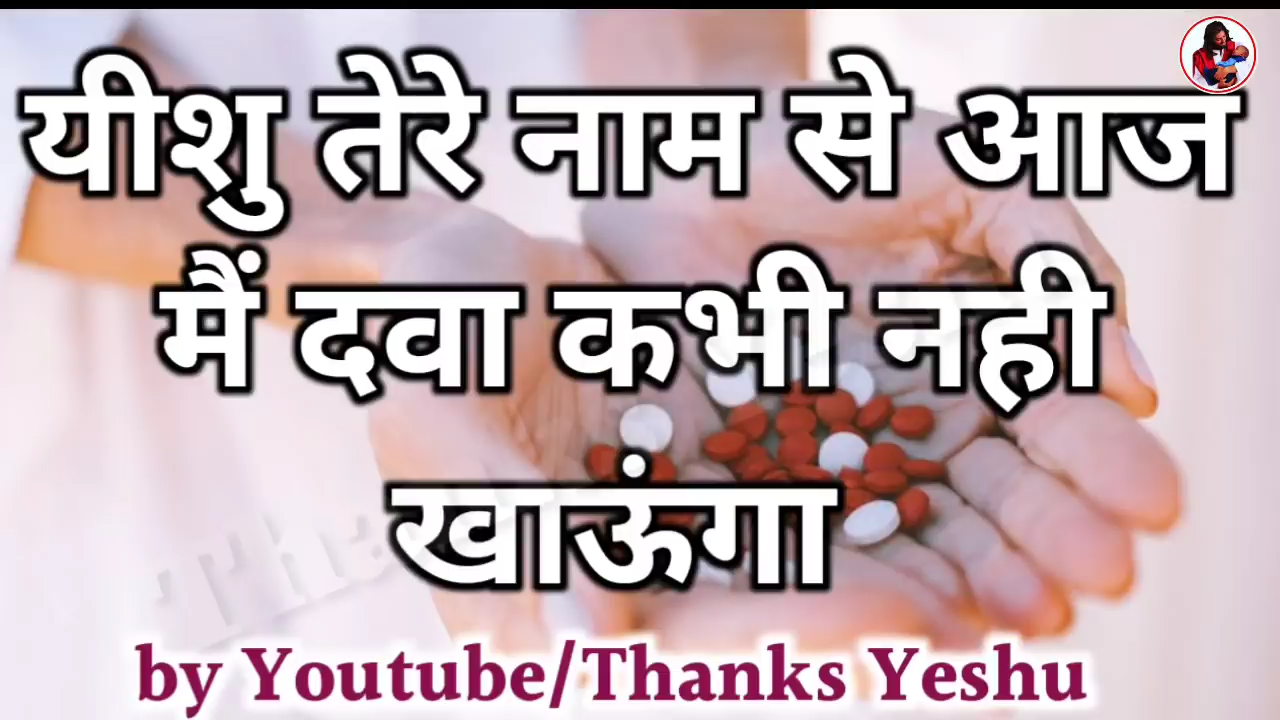 यीशु तेरे नाम से आज
मैं दवा कभी नही
खाऊंगा
by Youtube/Thanks Yeshu